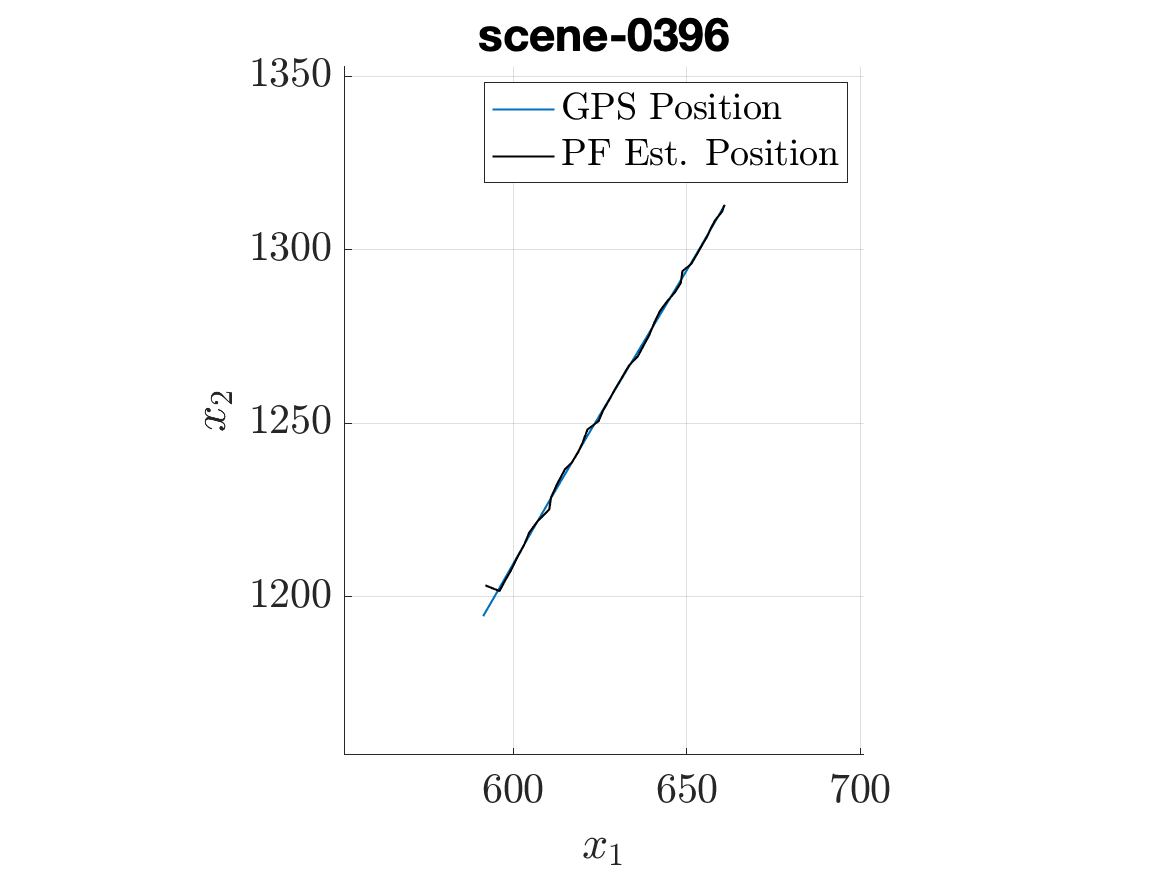 scene-0396
1350
GPS Position
PF Est. Position
1300
1250
1200
x₂
600 650 700
x₁